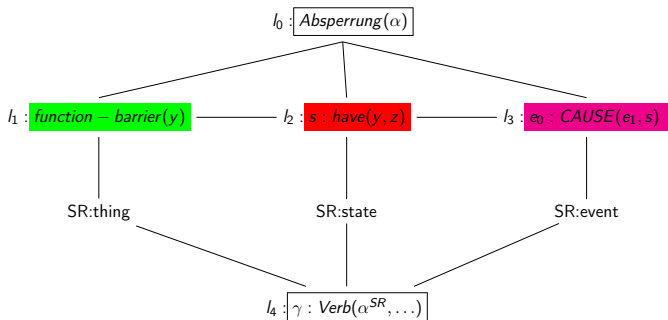 l₀ : Absperrung(α)
l₁ : function − barrier(y) l₂ : s : have(y, z) l₃ : e₀ : CAUSE(e₁, s)
SR:thing SR:state SR:event
l₄ : γ : Verb(α^SR, . . .)